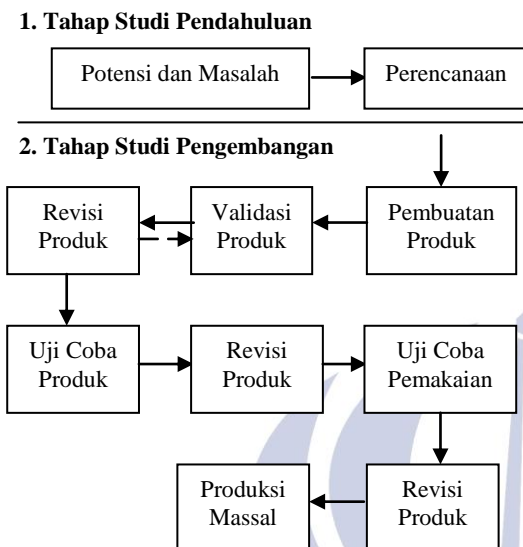 1. Tahap Studi Pendahuluan
Potensi dan Masalah
Perencanaan
2. Tahap Studi Pengembangan
Revisi
Produk
Validasi
Produk
Pembuatan
Produk
Uji Coba
Produk
Revisi
Produk
Uji Coba
Pemakaian
Produksi
Massal
Revisi
Produk